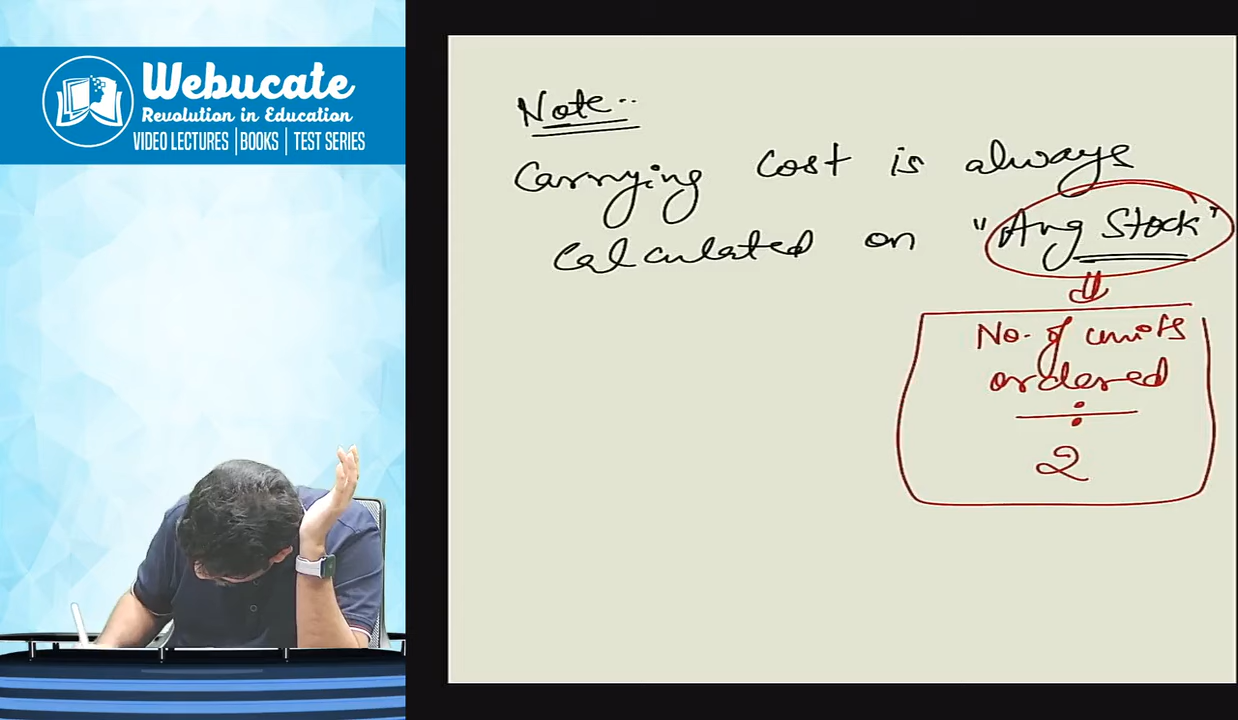 Webucate
Revolution in Education
VIDEO LECTURES | BOOKS | TEST SERIES
Note:-
Carrying cost is always
calculated on "Avg Stock"
No. of units
ordered
÷
2